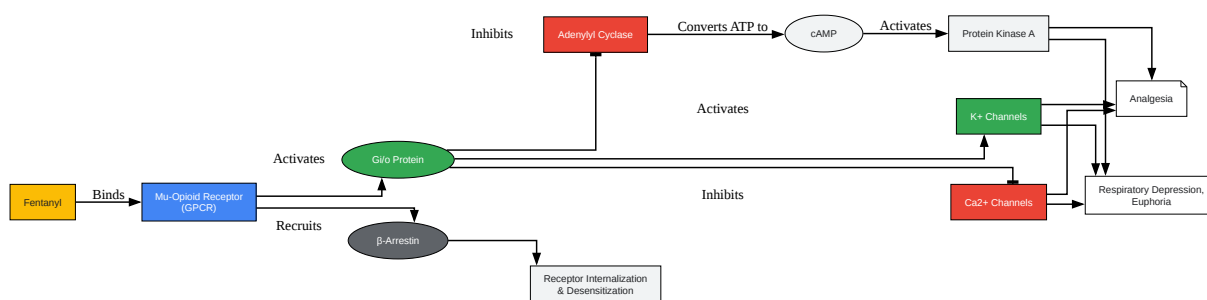 Inhibits
Adenylyl Cyclase
Converts ATP to
cAMP
Activates
Protein Kinase A
Analgesia
Activates
K+ Channels
Activates
Gi/o Protein
Fentanyl
Binds
Mu-Opioid Receptor
(GPCR)
Inhibits
Ca2+ Channels
Respiratory Depression,
Euphoria
Recruits
β-Arrestin
Receptor Internalization
& Desensitization